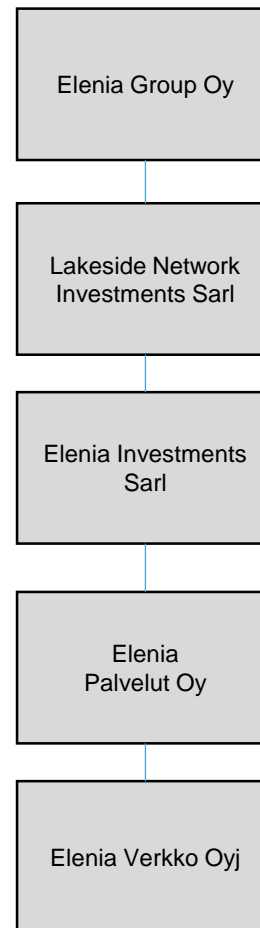 Elenia Group Oy
Lakeside Network
Investments Sarl
Elenia Investments
Sarl
Elenia
Palvelut Oy
Elenia Verkko Oyj